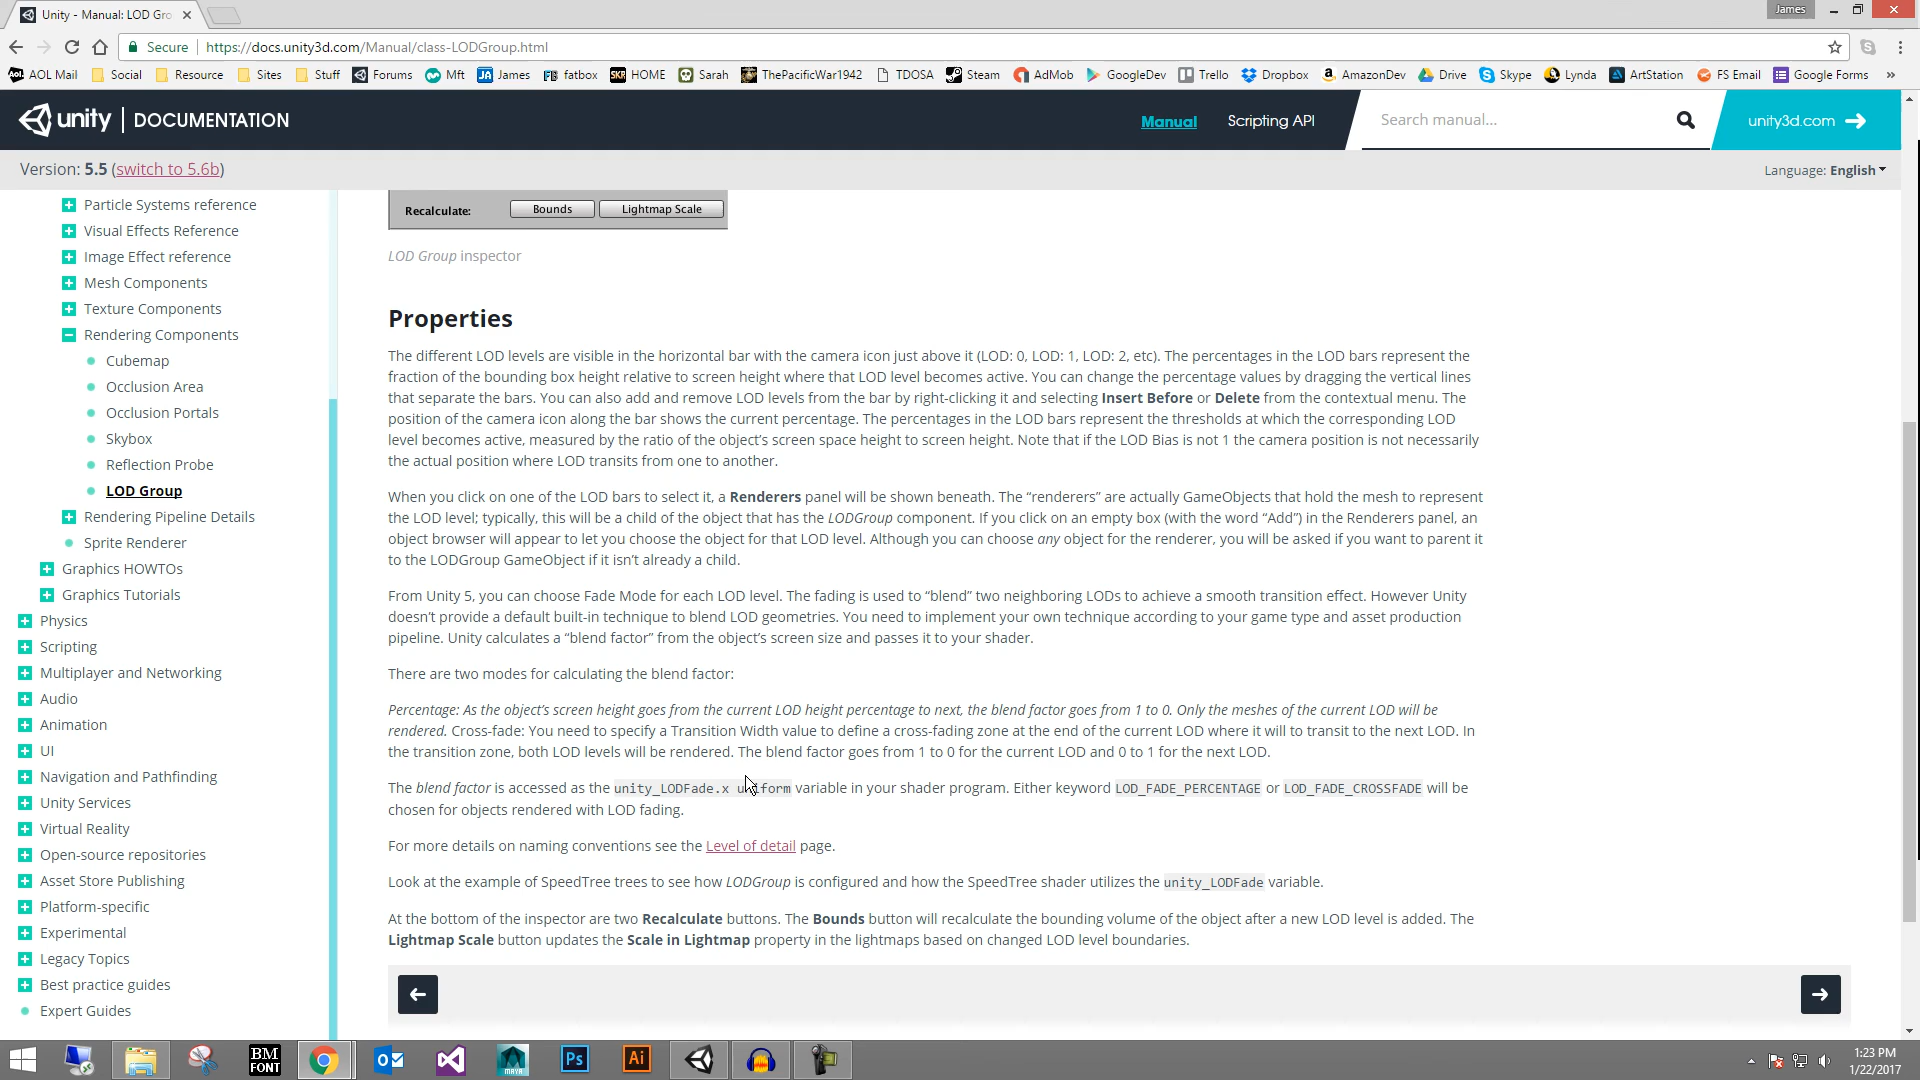 Unity - Manual: LOD Gro
James
Secure
https://docs.unity3d.com/Manual/class-LODGroup.html
AOL Mail Social Resource Sites Stuff Forums Mft James fatbox HOME Sarah ThePacificWar1942 TDOSA Steam AdMob GoogleDev Trello Dropbox AmazonDev Drive Skype Lynda ArtStation FS Email Google Forms »
unity | DOCUMENTATION
Manual
Scripting API
Search manual...
unity3d.com
Version: 5.5 (switch to 5.6b)
Language: English
Particle Systems reference
Visual Effects Reference
Image Effect reference
Mesh Components
Texture Components
Rendering Components
Cubemap
Occlusion Area
Occlusion Portals
Skybox
Reflection Probe
LOD Group
Rendering Pipeline Details
Sprite Renderer
Graphics HOWTOs
Graphics Tutorials
Physics
Scripting
Multiplayer and Networking
Audio
Animation
UI
Navigation and Pathfinding
Unity Services
Virtual Reality
Open-source repositories
Asset Store Publishing
Platform-specific
Experimental
Legacy Topics
Best practice guides
Expert Guides
Recalculate: Bounds Lightmap Scale
LOD Group inspector
Properties
The different LOD levels are visible in the horizontal bar with the camera icon just above it (LOD: 0, LOD: 1, LOD: 2, etc). The percentages in the LOD bars represent the
fraction of the bounding box height relative to screen height where that LOD level becomes active. You can change the percentage values by dragging the vertical lines
that separate the bars. You can also add and remove LOD levels from the bar by right-clicking it and selecting Insert Before or Delete from the contextual menu. The
position of the camera icon along the bar shows the current percentage. The percentages in the LOD bars represent the thresholds at which the corresponding LOD
level becomes active, measured by the ratio of the object’s screen space height to screen height. Note that if the LOD Bias is not 1 the camera position is not necessarily
the actual position where LOD transits from one to another.
When you click on one of the LOD bars to select it, a Renderers panel will be shown beneath. The “renderers” are actually GameObjects that hold the mesh to represent
the LOD level; typically, this will be a child of the object that has the LODGroup component. If you click on an empty box (with the word “Add”) in the Renderers panel, an
object browser will appear to let you choose the object for that LOD level. Although you can choose any object for the renderer, you will be asked if you want to parent it
to the LODGroup GameObject if it isn’t already a child.
From Unity 5, you can choose Fade Mode for each LOD level. The fading is used to “blend” two neighboring LODs to achieve a smooth transition effect. However Unity
doesn’t provide a default built-in technique to blend LOD geometries. You need to implement your own technique according to your game type and asset production
pipeline. Unity calculates a “blend factor” from the object’s screen size and passes it to your shader.
There are two modes for calculating the blend factor:
Percentage: As the object’s screen height goes from the current LOD height percentage to next, the blend factor goes from 1 to 0. Only the meshes of the current LOD will be
rendered. Cross-fade: You need to specify a Transition Width value to define a cross-fading zone at the end of the current LOD where it will to transit to the next LOD. In
the transition zone, both LOD levels will be rendered. The blend factor goes from 1 to 0 for the current LOD and 0 to 1 for the next LOD.
The blend factor is accessed as the unity_LODFade.x uniform variable in your shader program. Either keyword LOD_FADE_PERCENTAGE or LOD_FADE_CROSSFADE will be
chosen for objects rendered with LOD fading.
For more details on naming conventions see the Level of detail page.
Look at the example of SpeedTree trees to see how LODGroup is configured and how the SpeedTree shader utilizes the unity_LODFade variable.
At the bottom of the inspector are two Recalculate buttons. The Bounds button will recalculate the bounding volume of the object after a new LOD level is added. The
Lightmap Scale button updates the Scale in Lightmap property in the lightmaps based on changed LOD level boundaries.
BM FONT
MAYA
Ps
Ai
1:23 PM
1/22/2017